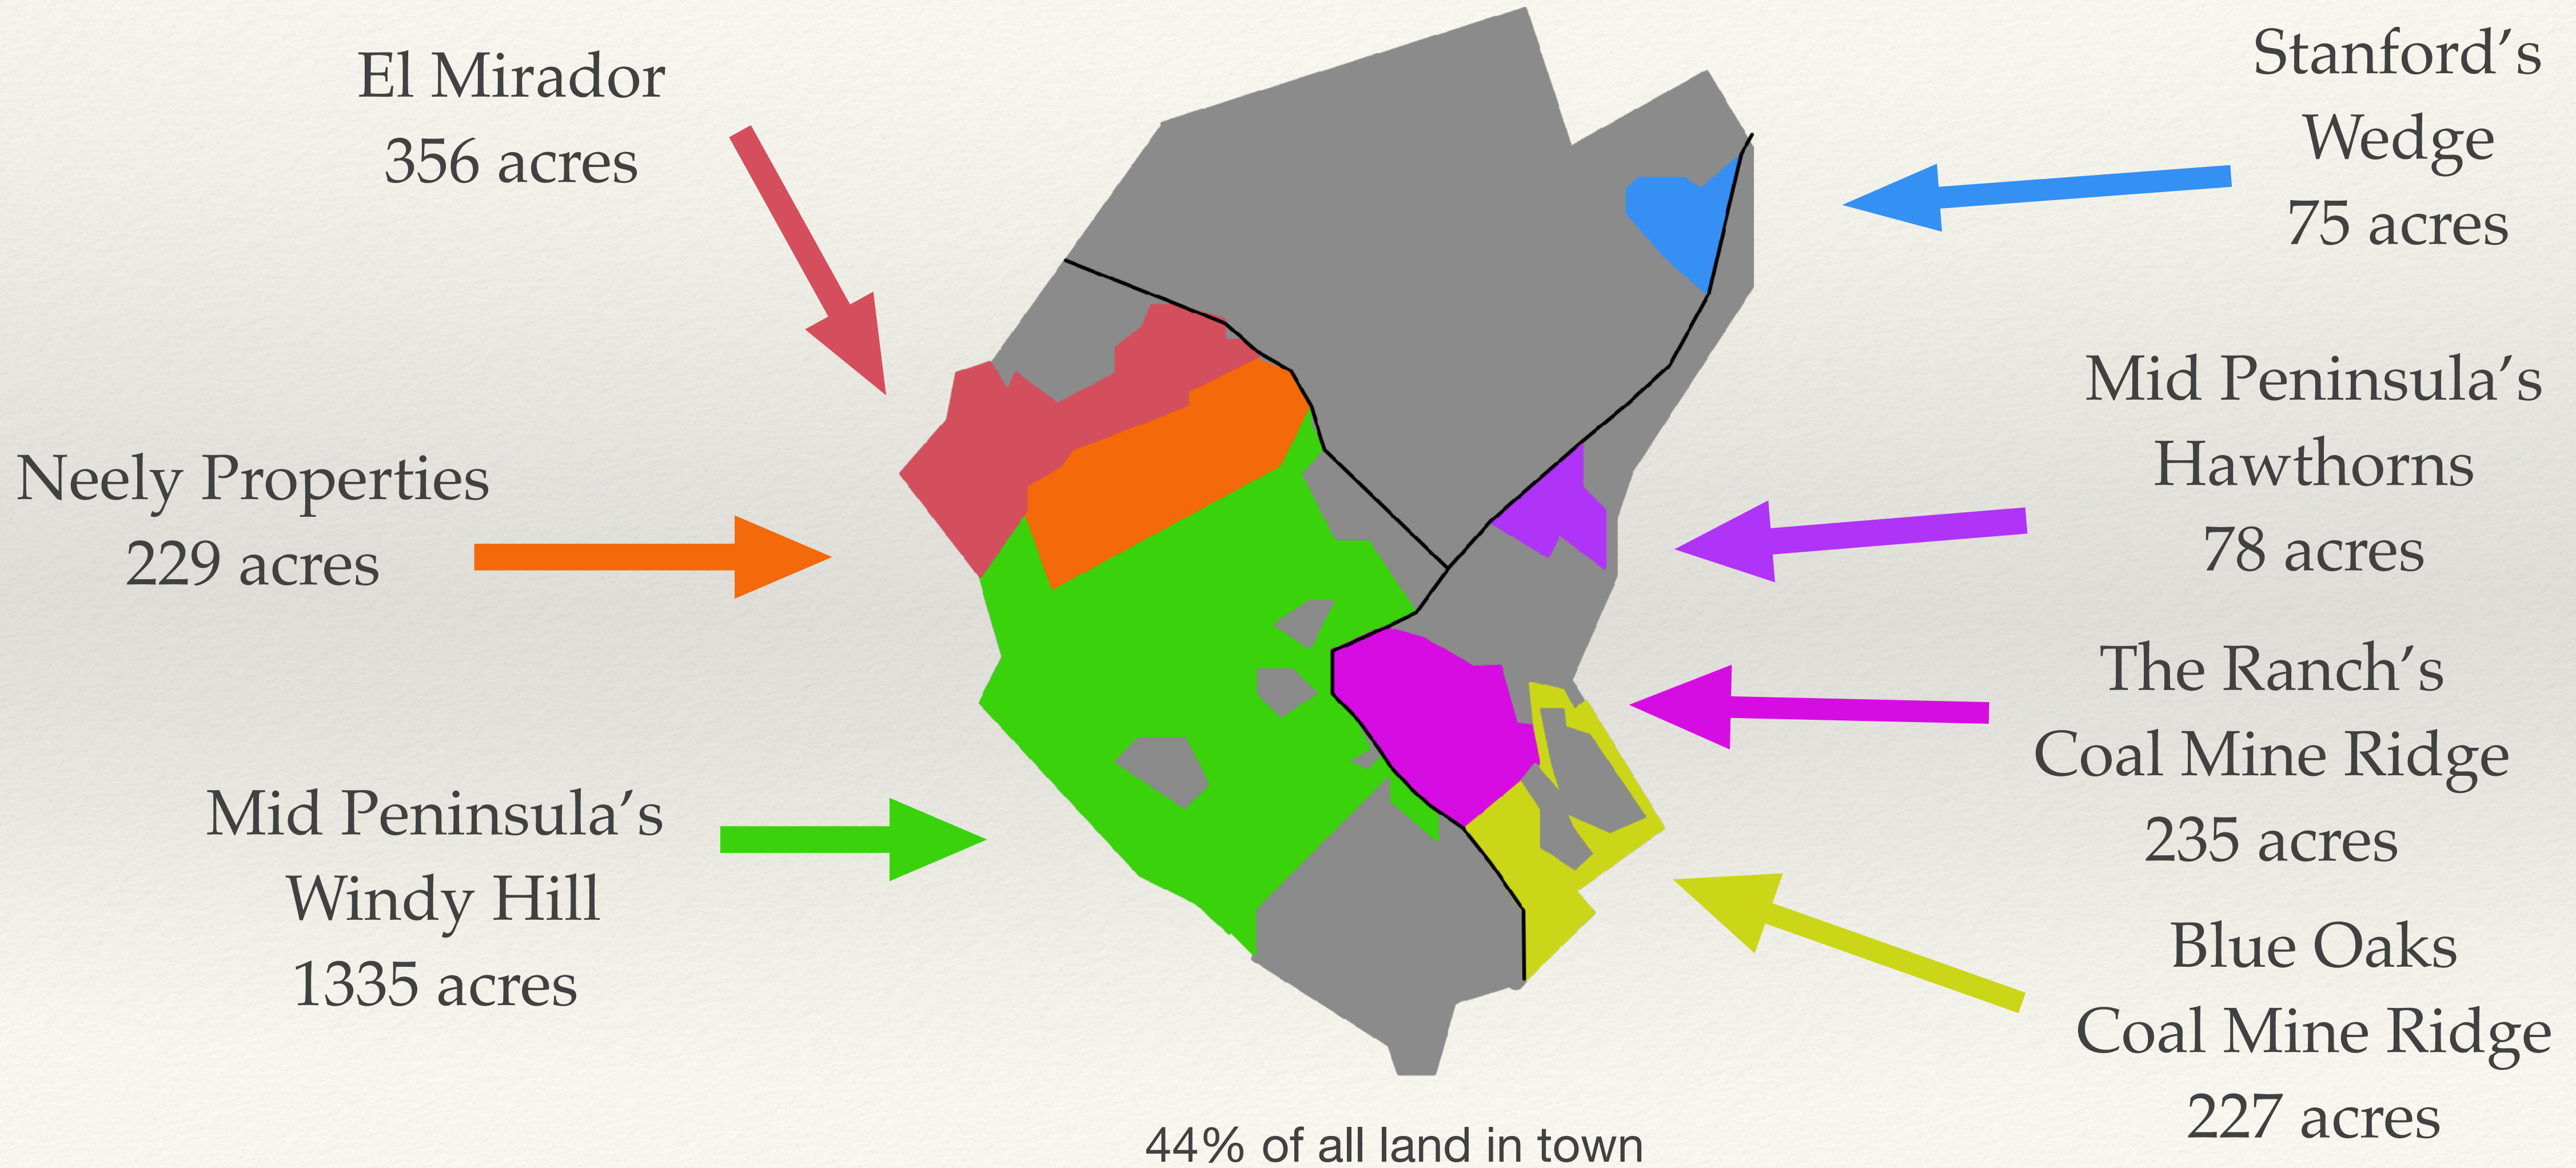 El Mirador
356 acres
Neely Properties
229 acres
Mid Peninsula’s
Windy Hill
1335 acres
Stanford’s
Wedge
75 acres
Mid Peninsula’s
Hawthorns
78 acres
The Ranch’s
Coal Mine Ridge
235 acres
Blue Oaks
Coal Mine Ridge
227 acres
44% of all land in town